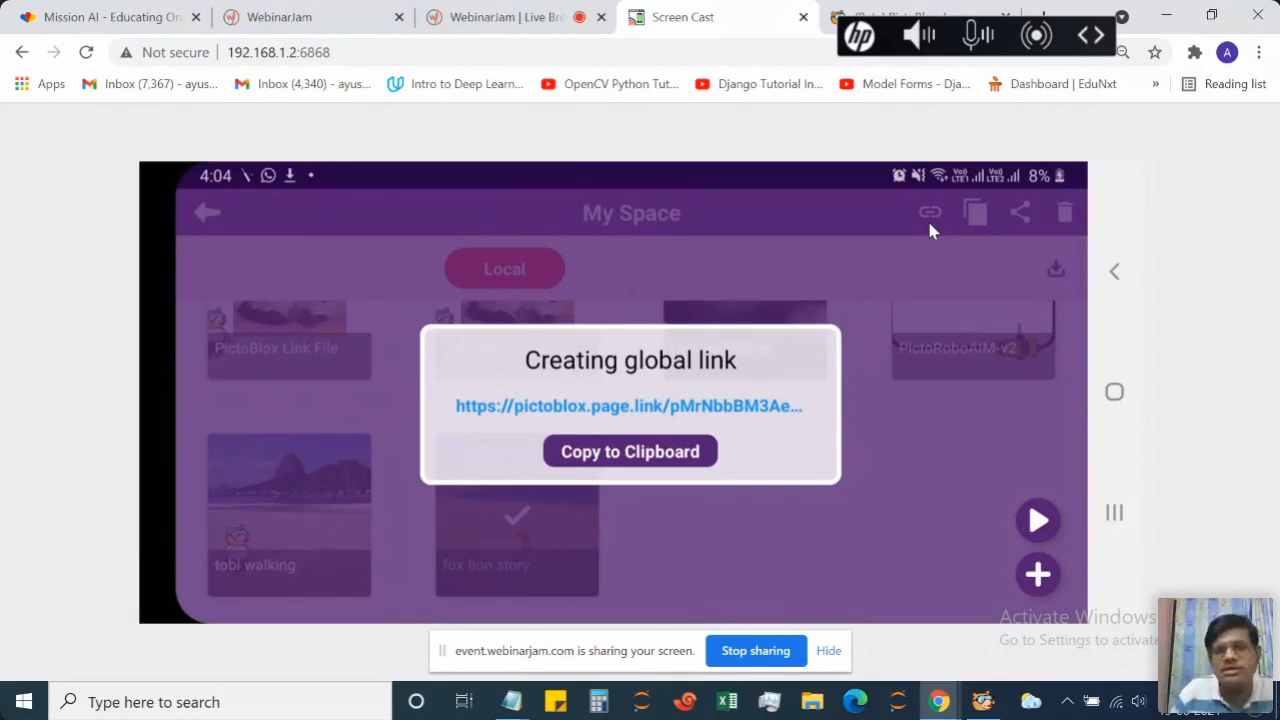 Mission AI - Educating On
WebinarJam
WebinarJam | Live Bro
Screen Cast
Not secure 192.168.1.2:6868
hp
A
Apps
Inbox (7 367) - ayus...
Inbox (4 340) - ayus...
Intro to Deep Learn...
OpenCV Python Tut...
Django Tutorial In...
Model Forms - Dja...
Dashboard | EduNxt
»
Reading list
4:04
8%
My Space
Local
PictoBlox Link File
PictoRoboAIM-v2
Creating global link
https://pictoblox.page.link/pMrNbbBM3Ae...
Copy to Clipboard
tobi walking
fox lion story
Activate Windows
Go to Settings to activate
event.webinarjam.com is sharing your screen.
Stop sharing
Hide
Type here to search